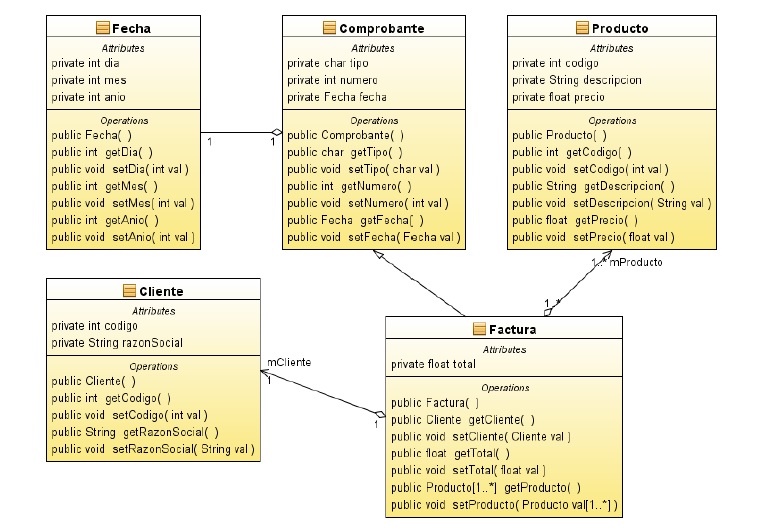 Fecha
Attributes
private int dia
private int mes
private int anio
Operations
public Fecha( )
public int getDia( )
public void setDia( int val )
public int getMes( )
public void setMes( int val )
public int getAnio( )
public void setAnio( int val )
Comprobante
Attributes
private char tipo
private int numero
private Fecha fecha
Operations
public Comprobante( )
public char getTipo( )
public void setTipo( char val )
public int getNumero( )
public void setNumero( int val )
public Fecha getFecha( )
public void setFecha( Fecha val )
Producto
Attributes
private int codigo
private String descripcion
private float precio
Operations
public Producto( )
public int getCodigo( )
public void setCodigo( int val )
public String getDescripcion( )
public void setDescripcion( String val )
public float getPrecio( )
public void setPrecio( float val )
1
1
1..* mProducto
1..*
Cliente
Attributes
private int codigo
private String razonSocial
Operations
public Cliente( )
public int getCodigo( )
public void setCodigo( int val )
public String getRazonSocial( )
public void setRazonSocial( String val )
mCliente
1
1
Factura
Attributes
private float total
Operations
public Factura( )
public Cliente getCliente( )
public void setCliente( Cliente val )
public float getTotal( )
public void setTotal( float val )
public Producto[1..*] getProducto( )
public void setProducto( Producto val[1..*] )